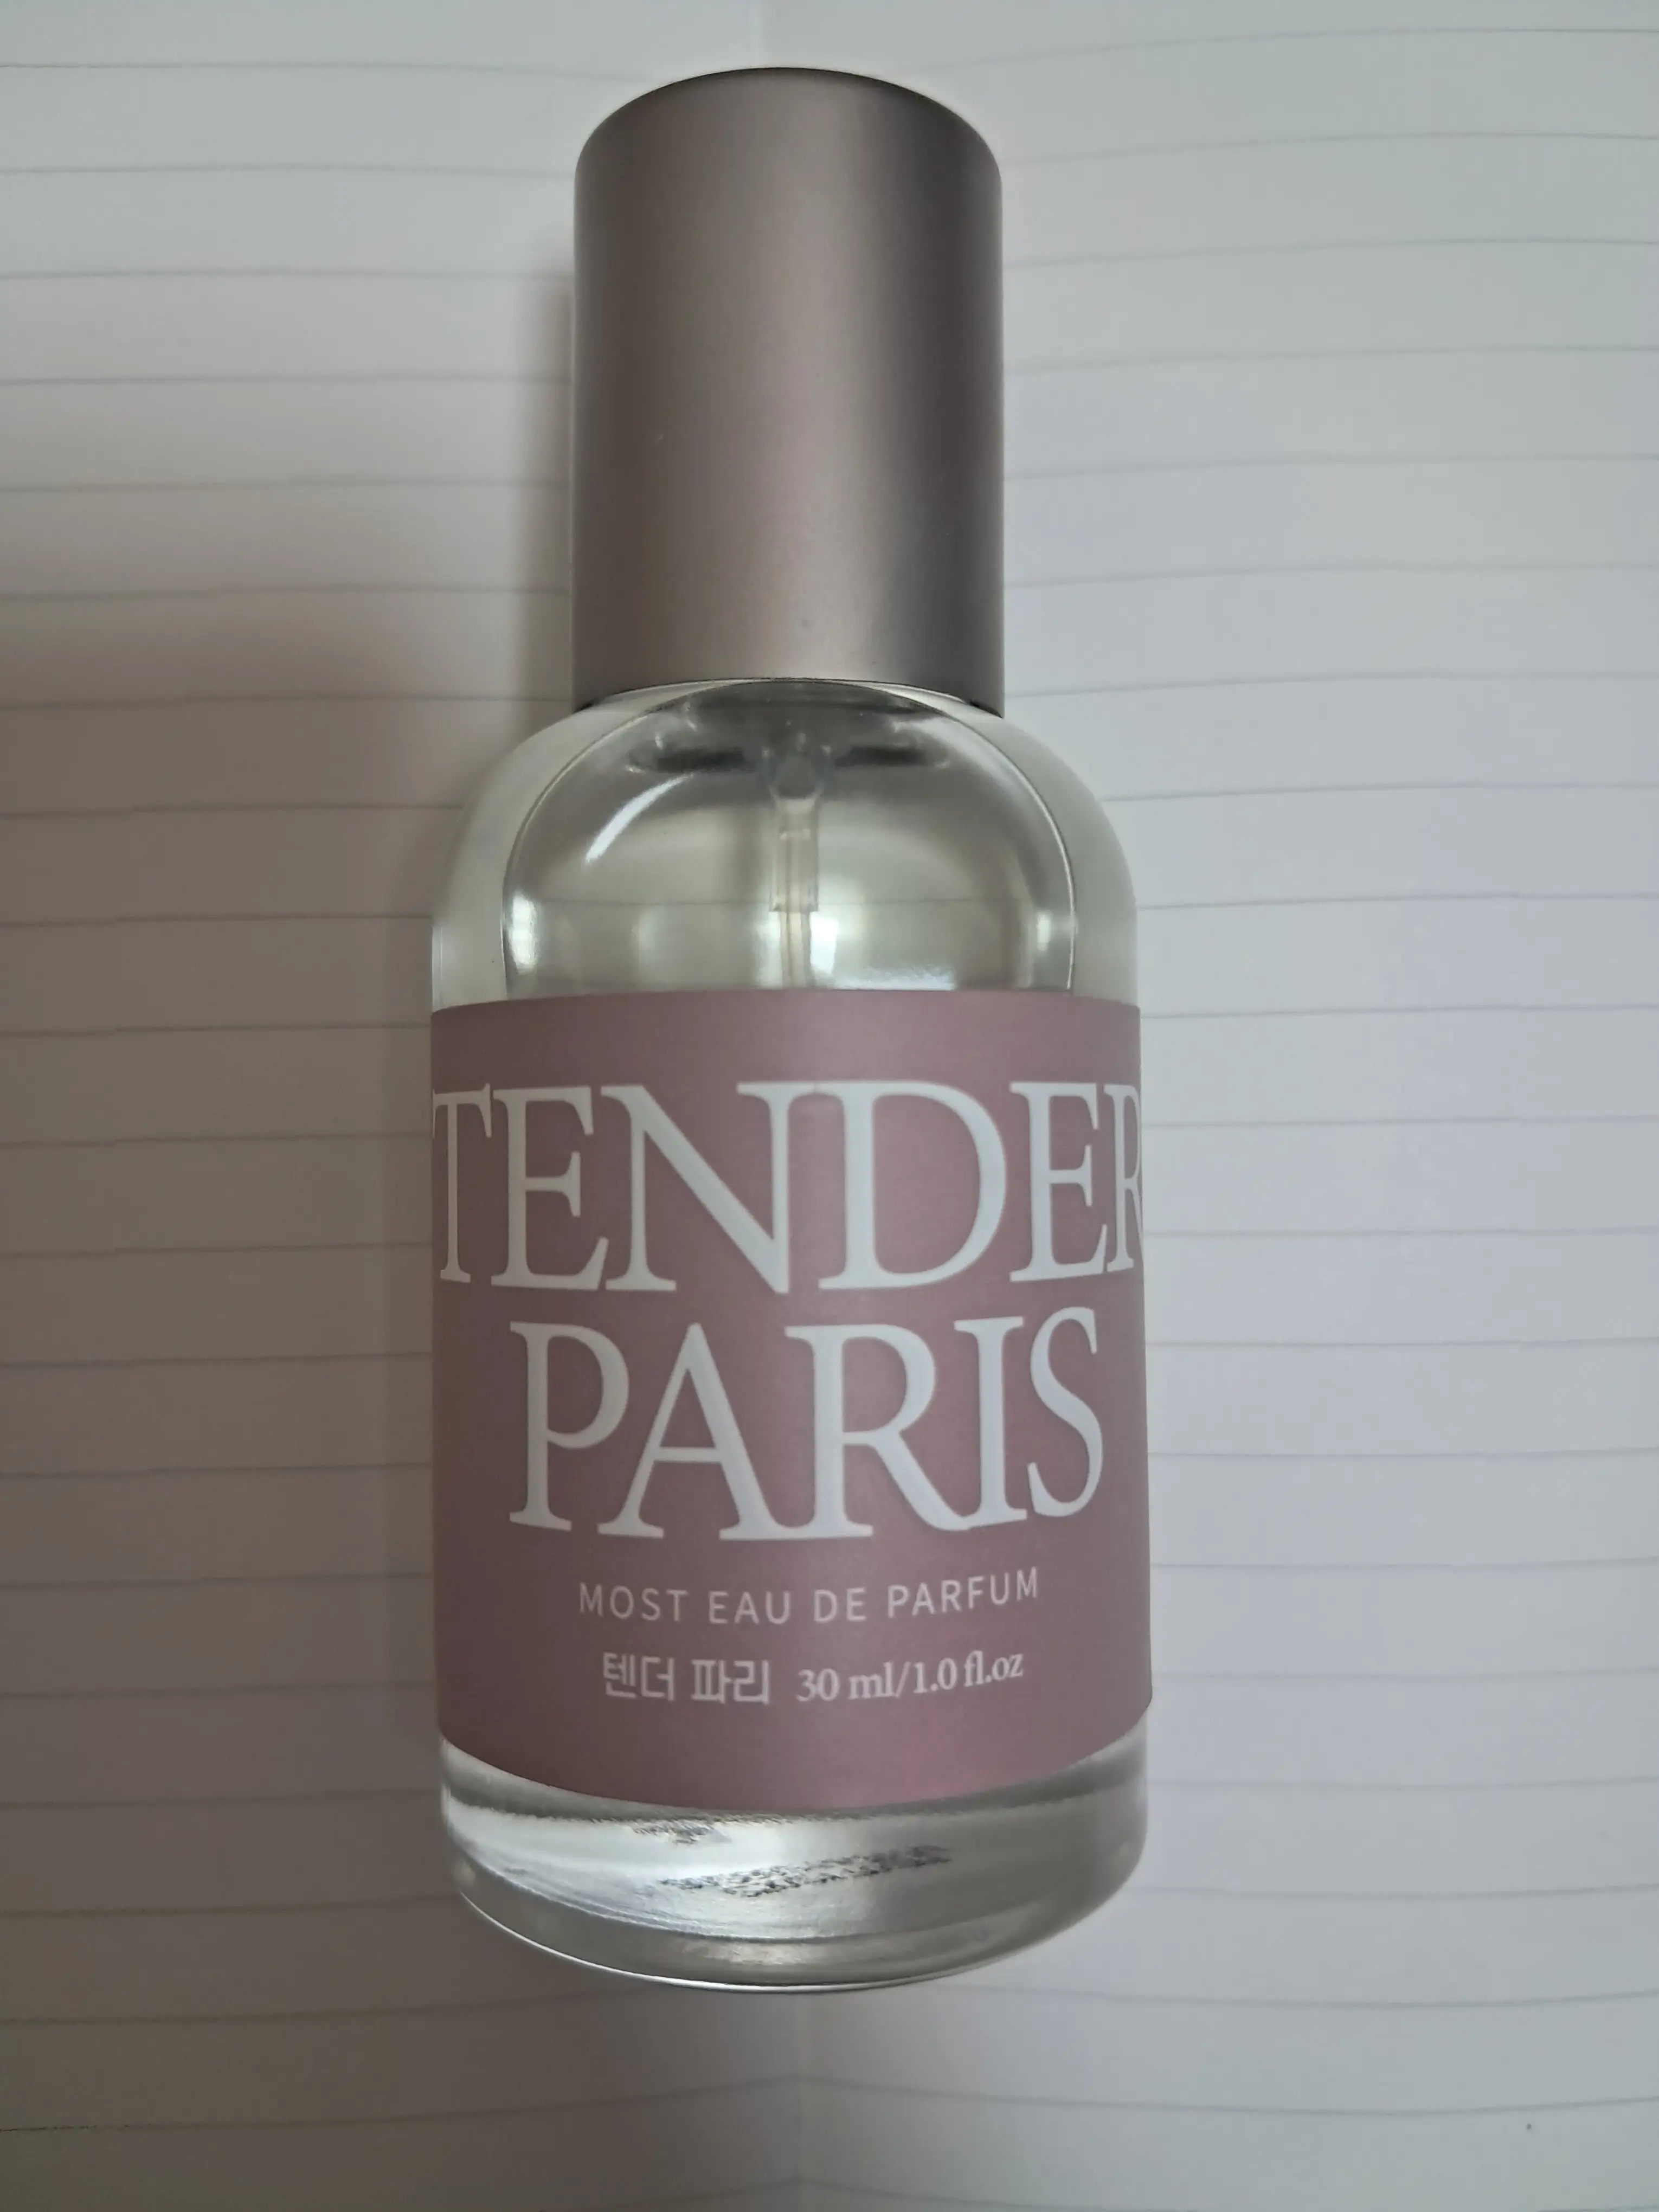 TENDER
PARIS
MOST EAU DE PARFUM
텐더 파리 30 ml/1.0 fl.oz